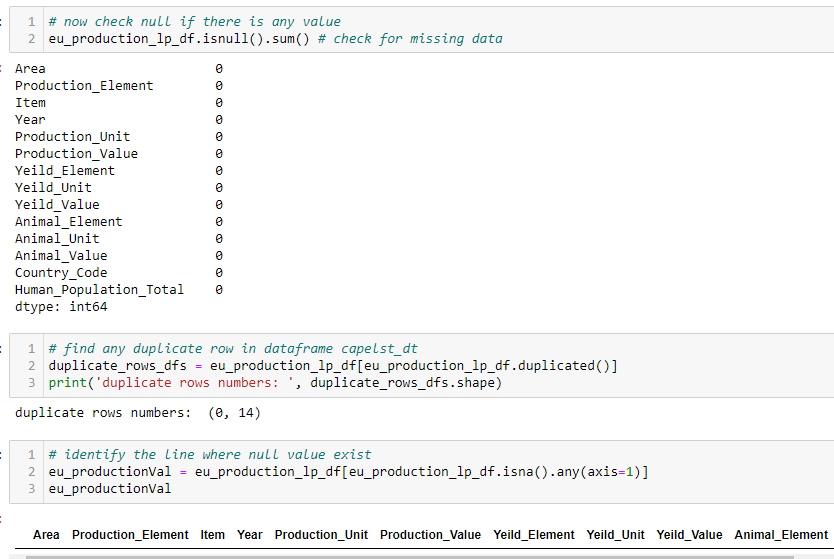 1 # now check null if there is any value
2 eu_production_lp_df.isnull().sum() # check for missing data
Area 0
Production_Element 0
Item 0
Year 0
Production_Unit 0
Production_Value 0
Yeild_Element 0
Yeild_Unit 0
Yeild_Value 0
Animal_Element 0
Animal_Unit 0
Animal_Value 0
Country_Code 0
Human_Population_Total 0
dtype: int64
1 # find any duplicate row in dataframe capelst_dt
2 duplicate_rows_dfs = eu_production_lp_df[eu_production_lp_df.duplicated()]
3 print('duplicate rows numbers: ', duplicate_rows_dfs.shape)
duplicate rows numbers:  (0, 14)
1 # identify the line where null value exist
2 eu_productionVal = eu_production_lp_df[eu_production_lp_df.isna().any(axis=1)]
3 eu_productionVal
Area Production_Element Item Year Production_Unit Production_Value Yeild_Element Yeild_Unit Yeild_Value Animal_Element